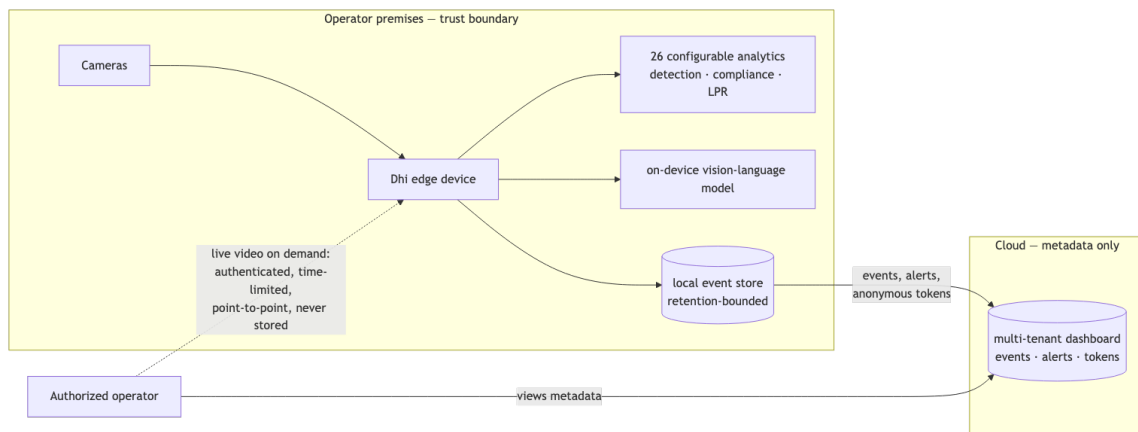 Operator premises — trust boundary
Cameras
26 configurable analytics
detection · compliance ·
LPR
Dhi edge device
on-device vision-language
model
live video on demand:
authenticated, time-
limited,
point-to-point, never
stored
local event store
retention-bounded
events, alerts,
anonymous tokens
Cloud — metadata only
multi-tenant dashboard
events · alerts · tokens
Authorized operator
views metadata